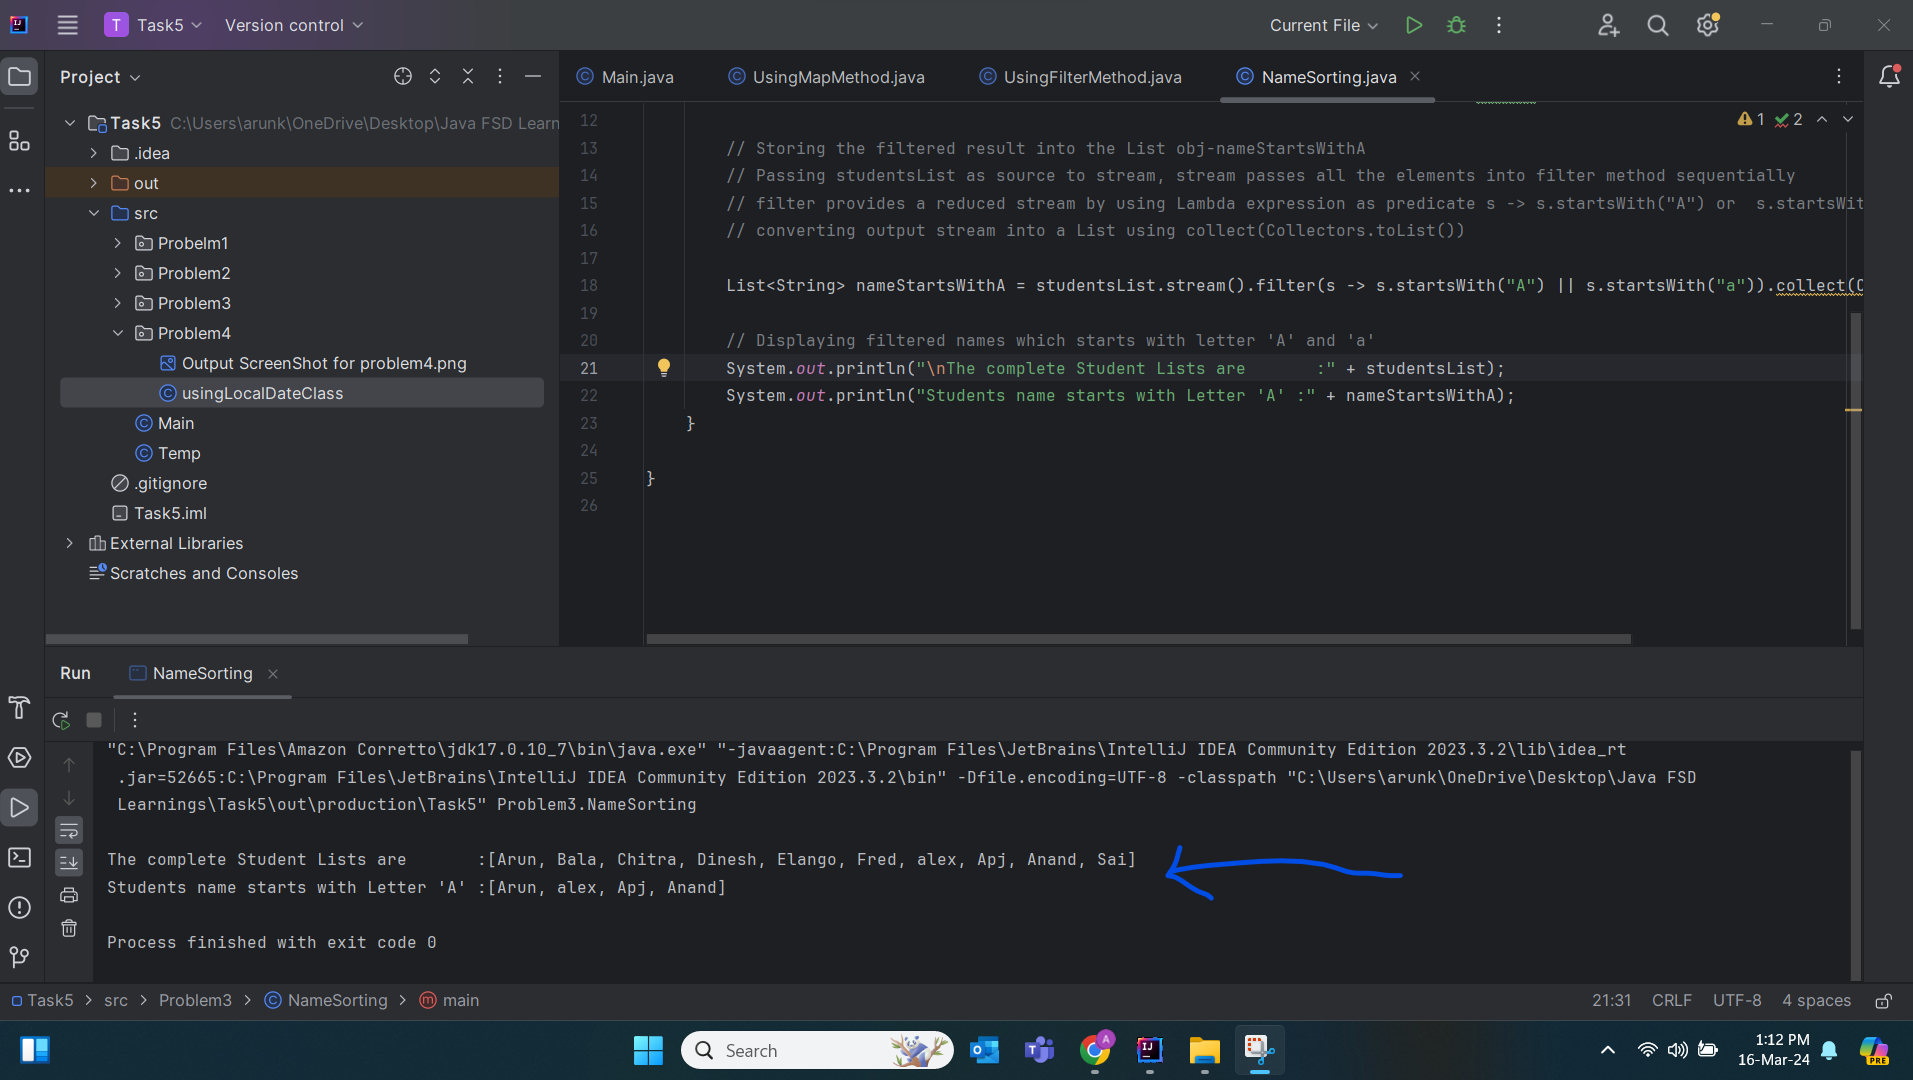 T Task5 Version control Current File
Project
Main.java UsingMapMethod.java UsingFilterMethod.java NameSorting.java
Task5 C:\Users\arunk\OneDrive\Desktop\Java FSD Learn
.idea
out
src
Probelm1
Problem2
Problem3
Problem4
Output ScreenShot for problem4.png
usingLocalDateClass
Main
Temp
.gitignore
Task5.iml
External Libraries
Scratches and Consoles
1 2
12
13 // Storing the filtered result into the List obj-nameStartsWithA
14 // Passing studentsList as source to stream, stream passes all the elements into filter method sequentially
15 // filter provides a reduced stream by using Lambda expression as predicate s -> s.startsWith("A") or  s.startsWit
16 // converting output stream into a List using collect(Collectors.toList())
17
18 List<String> nameStartsWithA = studentsList.stream().filter(s -> s.startsWith("A") || s.startsWith("a")).collect(C
19
20 // Displaying filtered names which starts with letter 'A' and 'a'
21 System.out.println("\nThe complete Student Lists are       :" + studentsList);
22 System.out.println("Students name starts with Letter 'A' :" + nameStartsWithA);
23 }
24
25 }
26
Run NameSorting
"C:\Program Files\Amazon Corretto\jdk17.0.10_7\bin\java.exe" "-javaagent:C:\Program Files\JetBrains\IntelliJ IDEA Community Edition 2023.3.2\lib\idea_rt
.jar=52665:C:\Program Files\JetBrains\IntelliJ IDEA Community Edition 2023.3.2\bin" -Dfile.encoding=UTF-8 -classpath "C:\Users\arunk\OneDrive\Desktop\Java FSD
Learnings\Task5\out\production\Task5" Problem3.NameSorting
The complete Student Lists are       :[Arun, Bala, Chitra, Dinesh, Elango, Fred, alex, Apj, Anand, Sai]
Students name starts with Letter 'A' :[Arun, alex, Apj, Anand]
Process finished with exit code 0
Task5 > src > Problem3 > NameSorting > main 21:31 CRLF UTF-8 4 spaces
Search 1:12 PM
16-Mar-24